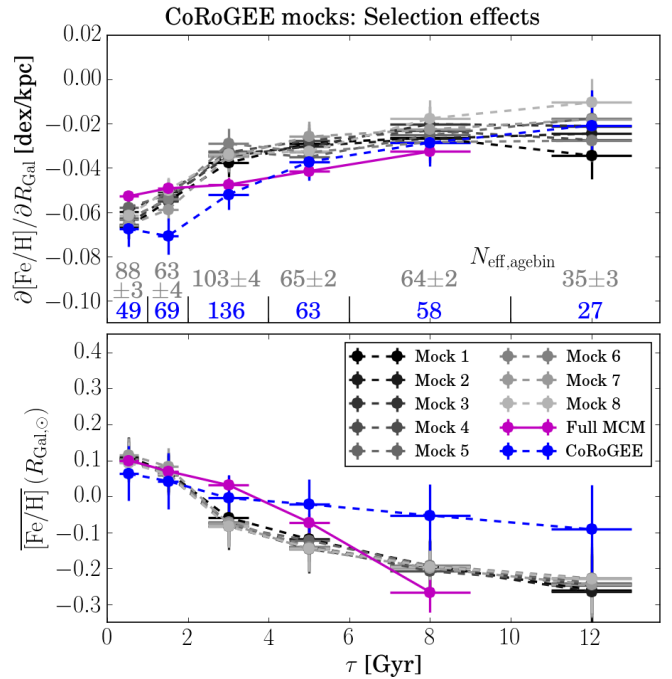 CoRoGEE mocks: Selection effects
∂[Fe/H]/∂R_Gal [dex/kpc]
0.02
0.00
−0.02
−0.04
−0.06
−0.08
−0.10
N_eff,agebin
88 ±3
63 ±4
103±4
65±2
64±2
35±3
49
69
136
63
58
27
[Fe/H](R_Gal,⊙)
0.4
0.3
0.2
0.1
0.0
−0.1
−0.2
−0.3
Mock 1
Mock 2
Mock 3
Mock 4
Mock 5
Mock 6
Mock 7
Mock 8
Full MCM
CoRoGEE
0 2 4 6 8 10 12
τ [Gyr]